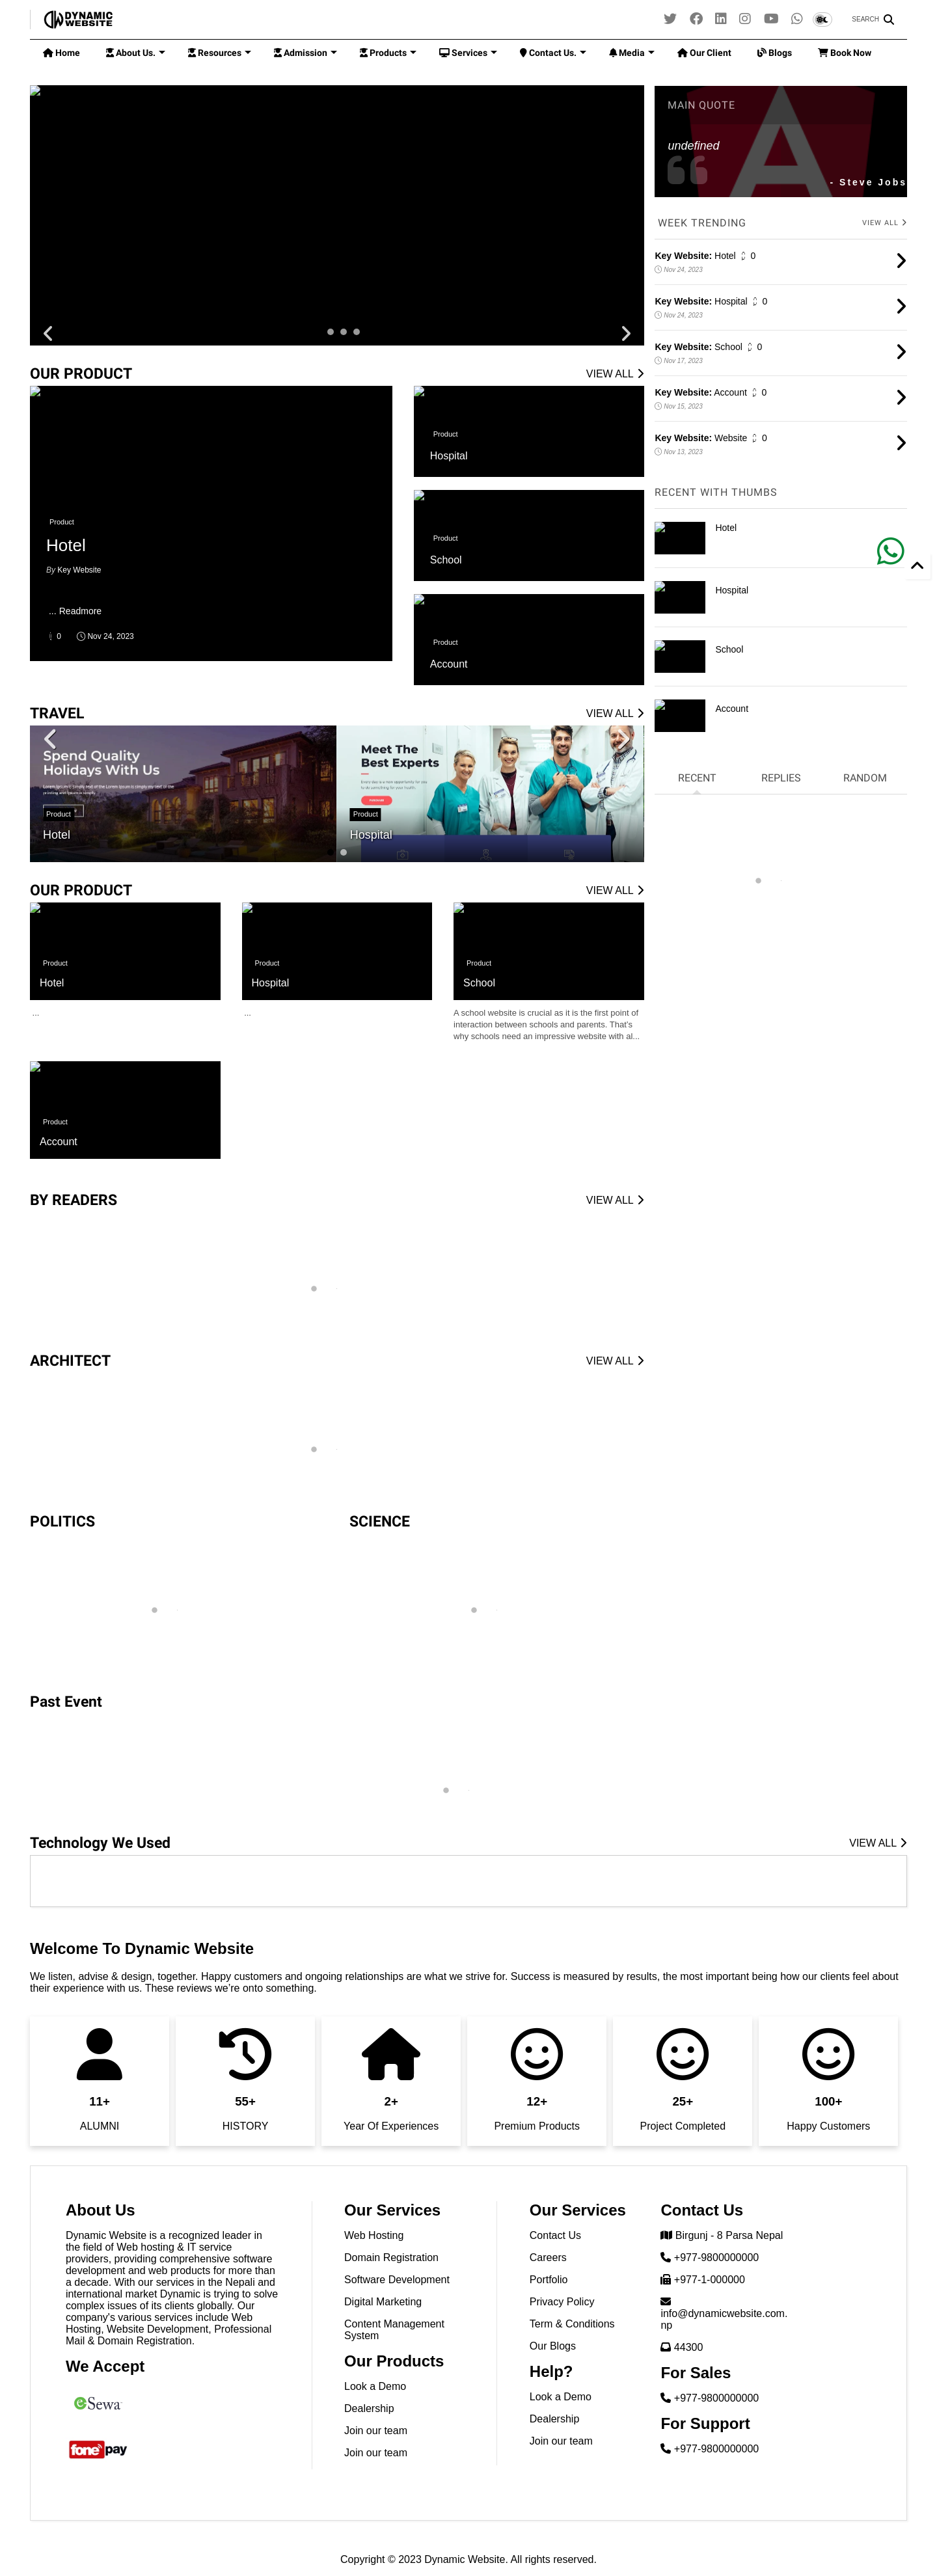 DYNAMIC
WEBSITE
SEARCH
Home
About Us.
Resources
Admission
Products
Services
Contact Us.
Media
Our Client
Blogs
Book Now
MAIN QUOTE
undefined
- Steve Jobs
WEEK TRENDING
VIEW ALL
Key Website: Hotel 0
Nov 24, 2023
Key Website: Hospital 0
Nov 24, 2023
Key Website: School 0
Nov 17, 2023
Key Website: Account 0
Nov 15, 2023
Key Website: Website 0
Nov 13, 2023
RECENT WITH THUMBS
Hotel
Hospital
School
Account
RECENT
REPLIES
RANDOM
OUR PRODUCT
VIEW ALL
Product
Hotel
By Key Website
... Readmore
0
Nov 24, 2023
Product
Hospital
Product
School
Product
Account
TRAVEL
VIEW ALL
Spend Quality
Holidays With Us
Product
Hotel
Meet The
Best Experts
Product
Hospital
OUR PRODUCT
VIEW ALL
Product
Hotel
...
Product
Hospital
...
Product
School
A school website is crucial as it is the first point of
interaction between schools and parents. That's
why schools need an impressive website with al...
Product
Account
BY READERS
VIEW ALL
ARCHITECT
VIEW ALL
POLITICS
SCIENCE
Past Event
Technology We Used
VIEW ALL
Welcome To Dynamic Website
We listen, advise & design, together. Happy customers and ongoing relationships are what we strive for. Success is measured by results, the most important being how our clients feel about
their experience with us. These reviews we're onto something.
11+
ALUMNI
55+
HISTORY
2+
Year Of Experiences
12+
Premium Products
25+
Project Completed
100+
Happy Customers
About Us
Dynamic Website is a recognized leader in
the field of Web hosting & IT service
providers, providing comprehensive software
development and web products for more than
a decade. With our services in the Nepali and
international market Dynamic is trying to solve
complex issues of its clients globally. Our
company's various services include Web
Hosting, Website Development, Professional
Mail & Domain Registration.
We Accept
eSewa
fonepay
Our Services
Web Hosting
Domain Registration
Software Development
Digital Marketing
Content Management
System
Our Products
Look a Demo
Dealership
Join our team
Join our team
Our Services
Contact Us
Careers
Portfolio
Privacy Policy
Term & Conditions
Our Blogs
Help?
Look a Demo
Dealership
Join our team
Contact Us
Birgunj - 8 Parsa Nepal
+977-9800000000
+977-1-000000
info@dynamicwebsite.com.
np
44300
For Sales
+977-9800000000
For Support
+977-9800000000
Copyright © 2023 Dynamic Website. All rights reserved.